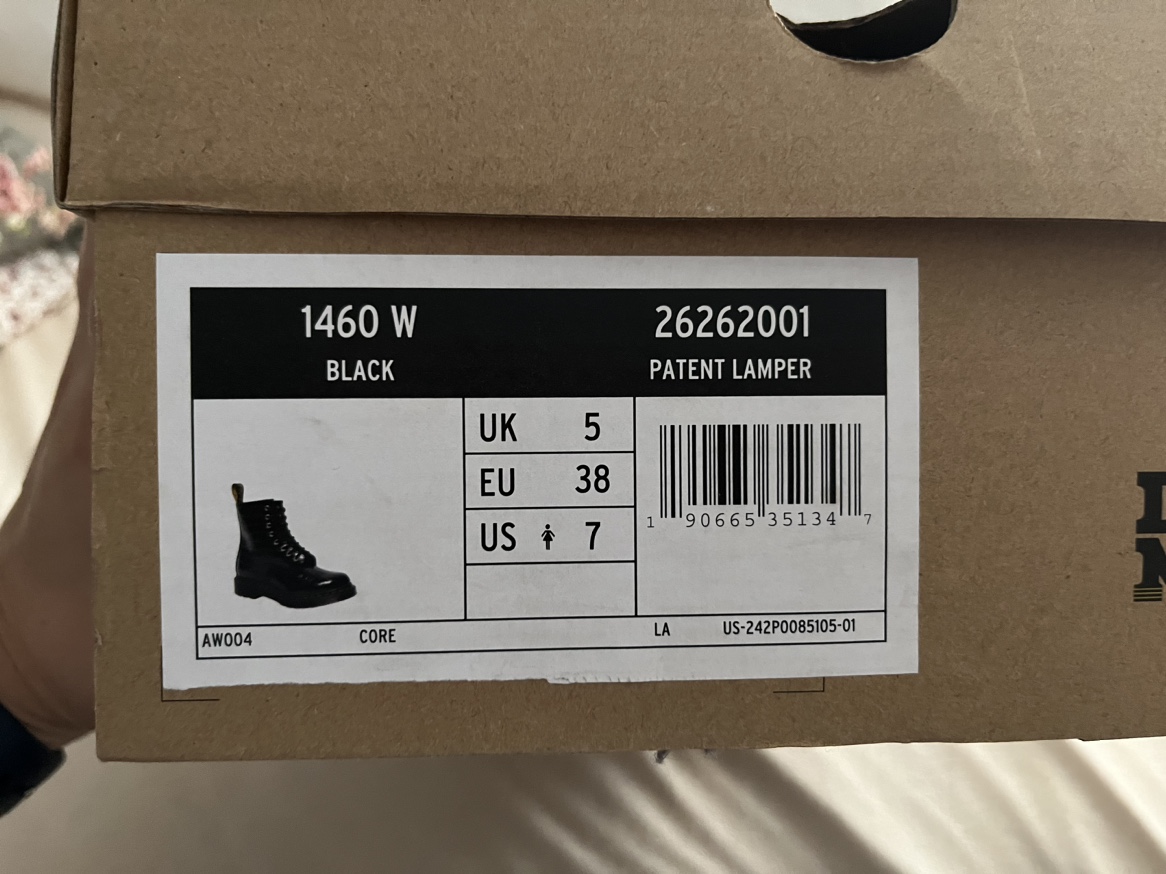 1460 W
BLACK
26262001
PATENT LAMPER
UK 5
EU 38
US 7
1 90665 35134 7
AW004 CORE LA US-242P0085105-01